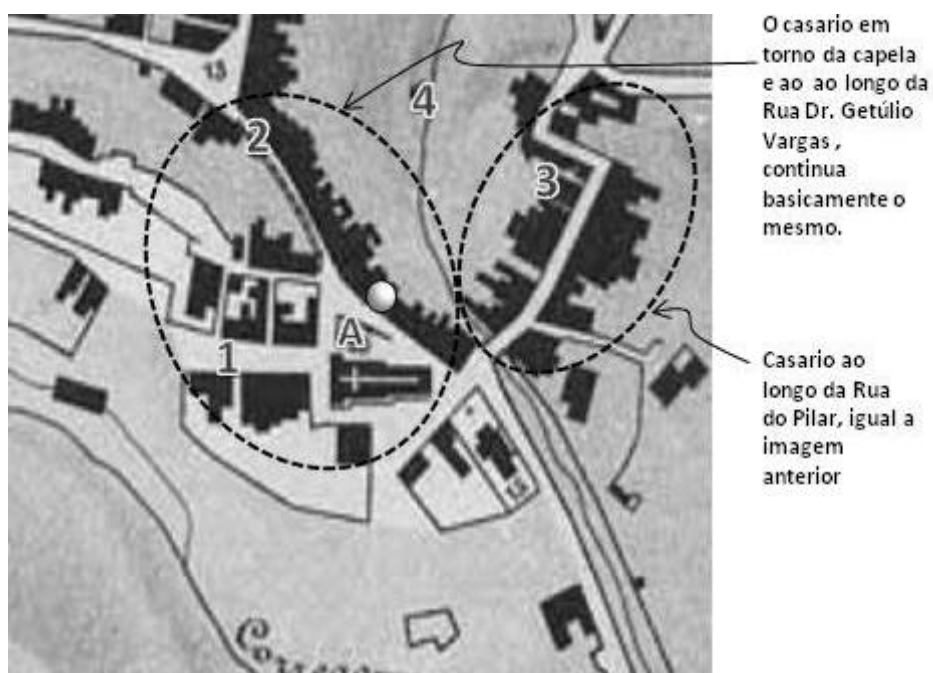 O casario em
torno da capela
e ao ao longo da
Rua Dr. Getúlio
Vargas ,
continua
basicamente o
mesmo.
13
4
2
3
A
1
Casario ao
longo da Rua
do Pilar, igual a
imagem
anterior
15